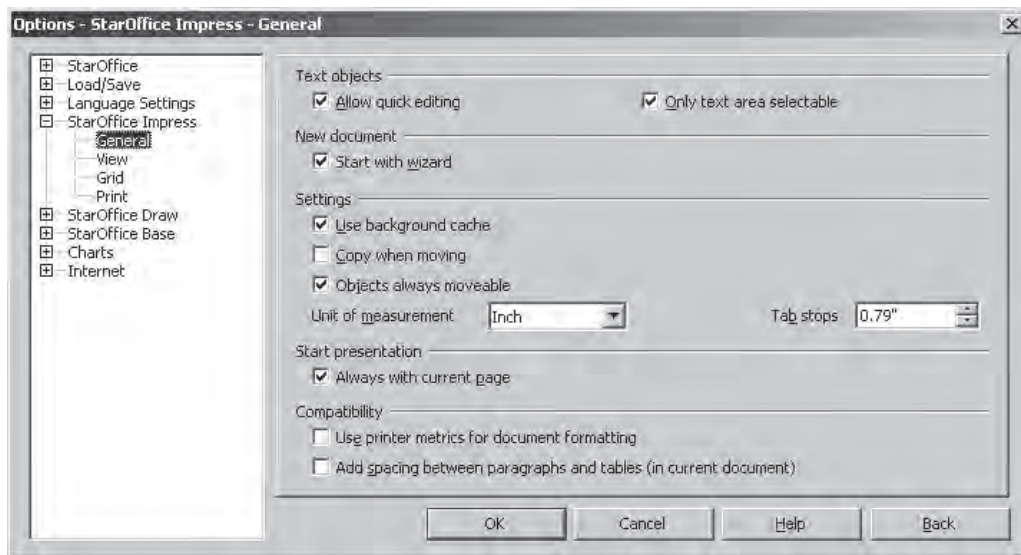 Options - StarOffice Impress - General
StarOffice
Load/Save
Language Settings
StarOffice Impress
General
View
Grid
Print
StarOffice Draw
StarOffice Base
Charts
Internet
Text objects
Allow quick editing
Only text area selectable
New document
Start with wizard
Settings
Use background cache
Copy when moving
Objects always moveable
Unit of measurement Inch Tab stops 0.79"
Start presentation
Always with current page
Compatibility
Use printer metrics for document formatting
Add spacing between paragraphs and tables (in current document)
OK Cancel Help Back